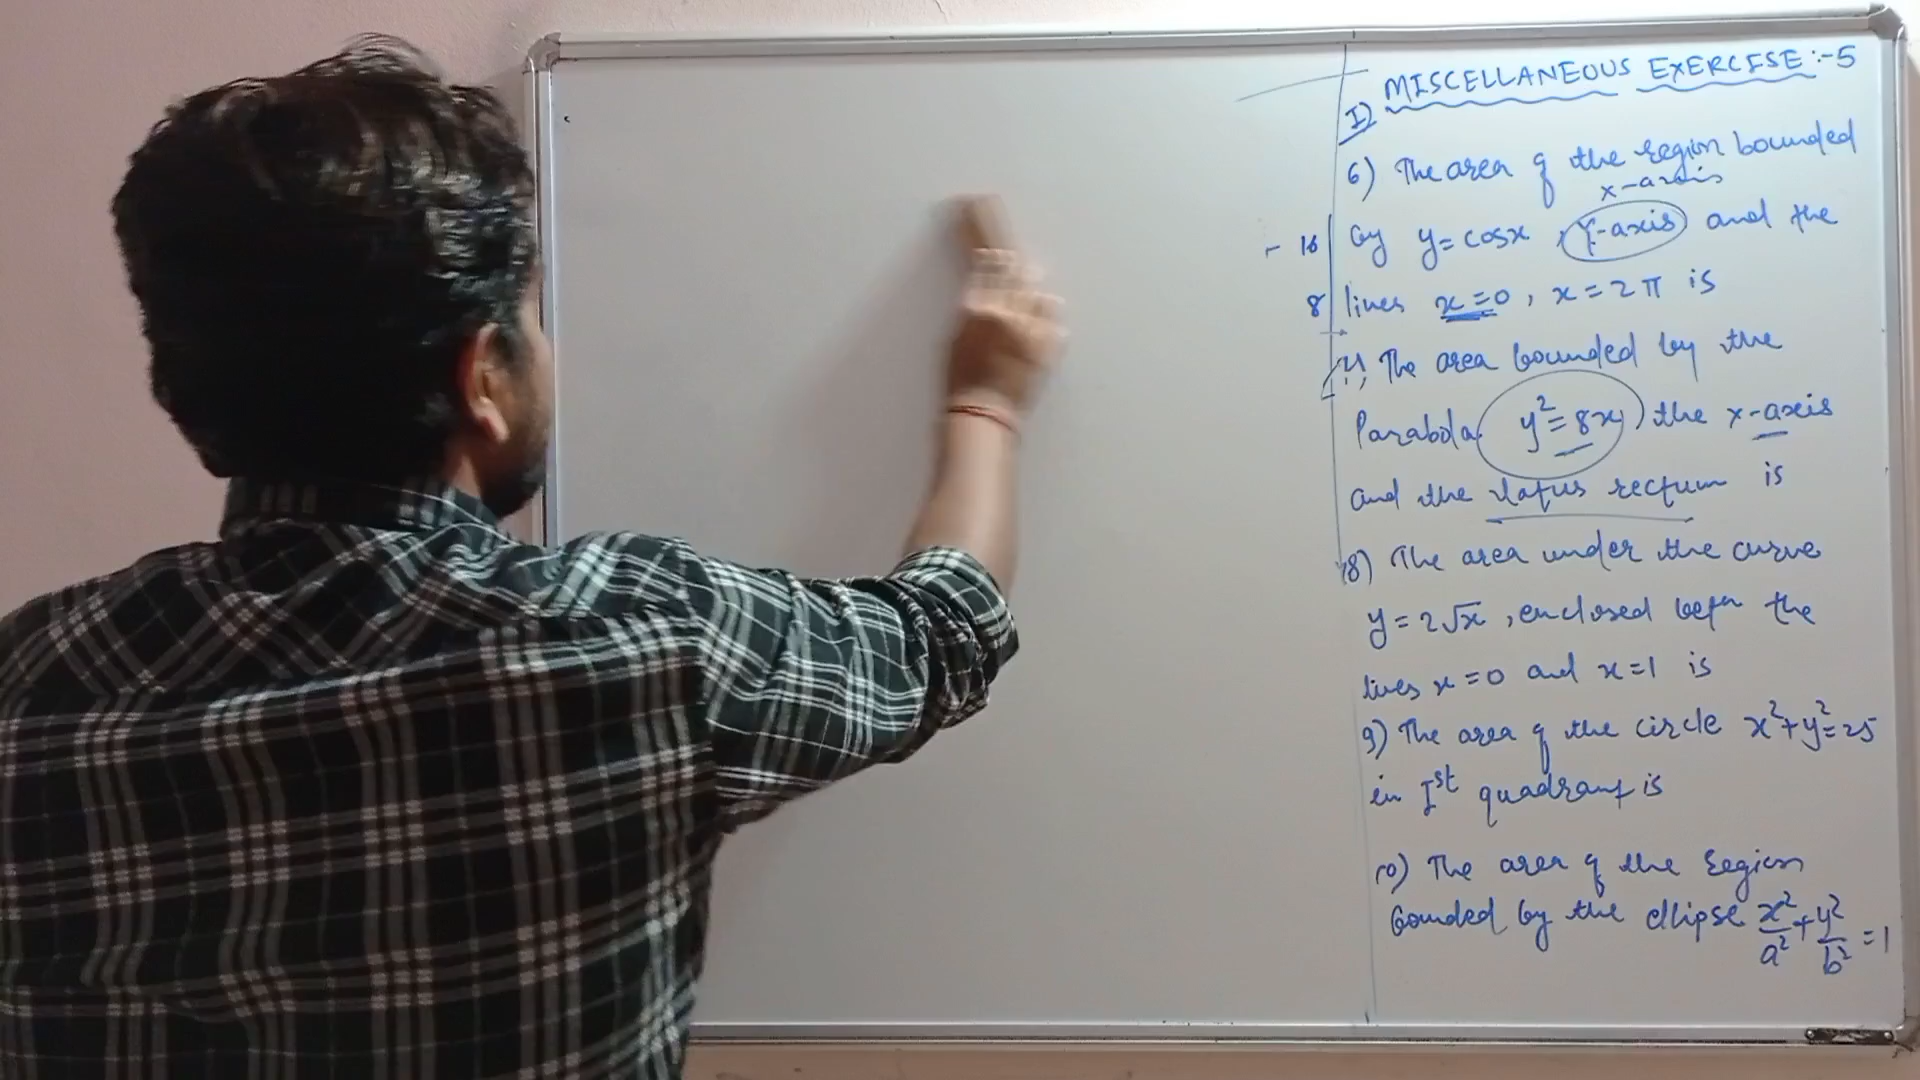 MISCELLANEOUS EXERCISE :- 5
I)
6) The area of the region bounded
x-axis
by y = cosx , Y-axis and the
lines x = 0 , x = 2π is
16
8
The area bounded by the
Parabola y² = 8x , the x-axis
and the latus rectum is
8) The area under the curve
y = 2√x , enclosed betn the
lines x = 0 and x = 1 is
9) The area of the circle x² + y² = 25
in Ist quadrant is
10) The area of the region
bounded by the ellipse x²/a² + y²/b² = 1